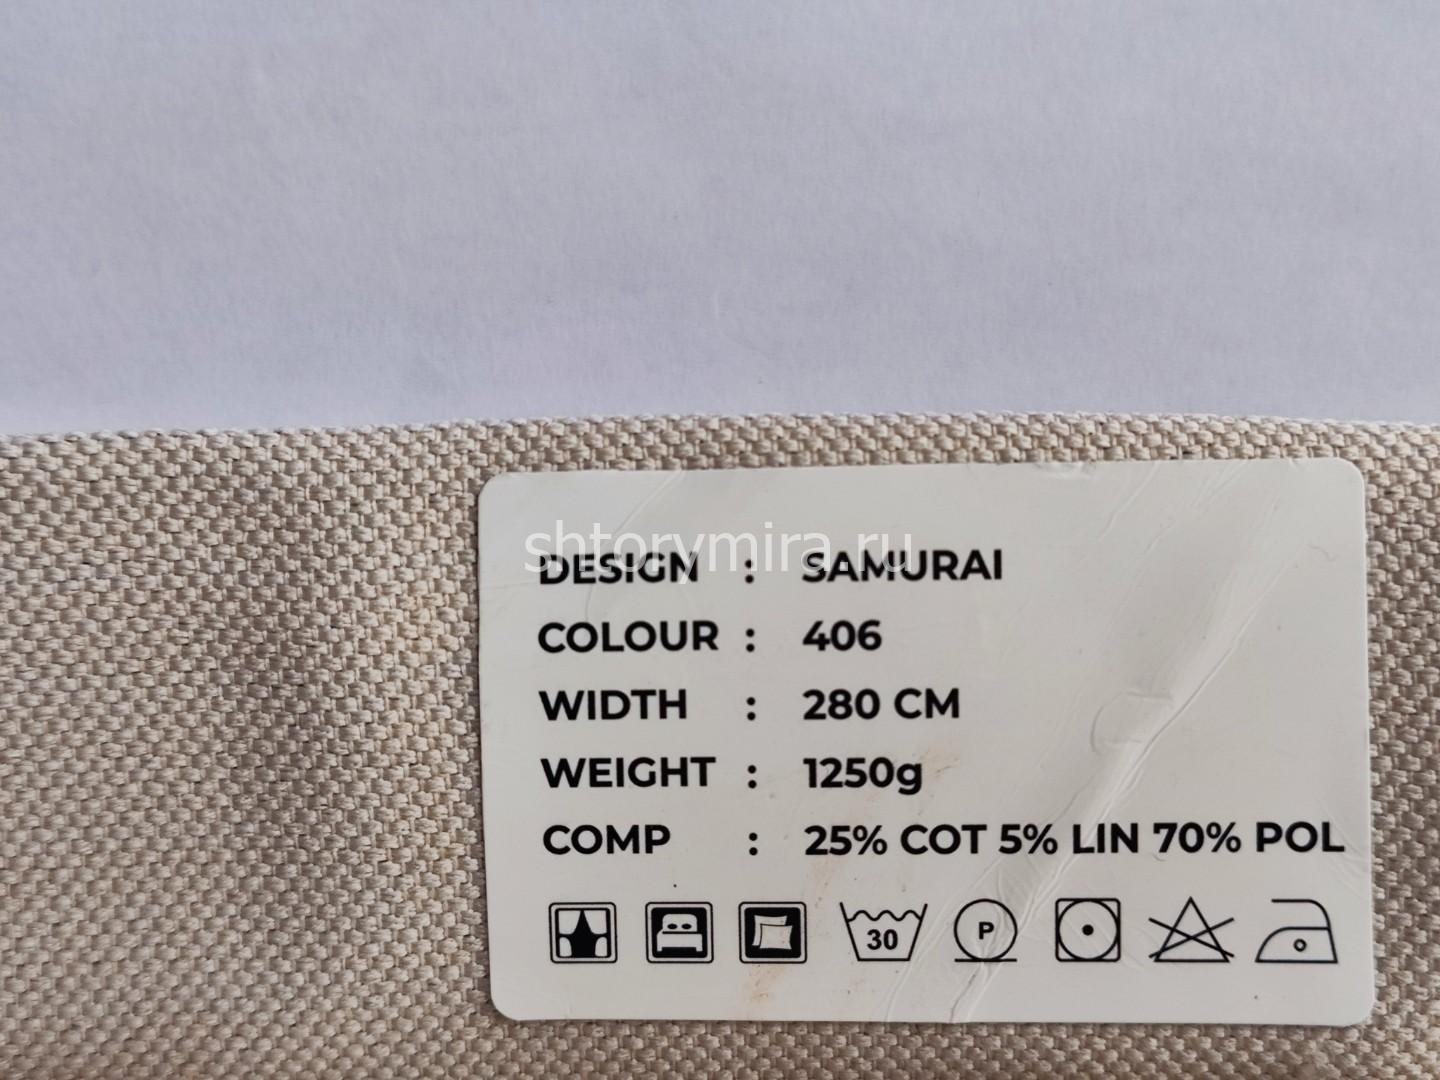 shtorymira.ru
DESIGN : SAMURAI
COLOUR : 406
WIDTH : 280 CM
WEIGHT : 1250g
COMP : 25% COT 5% LIN 70% POL
30 P